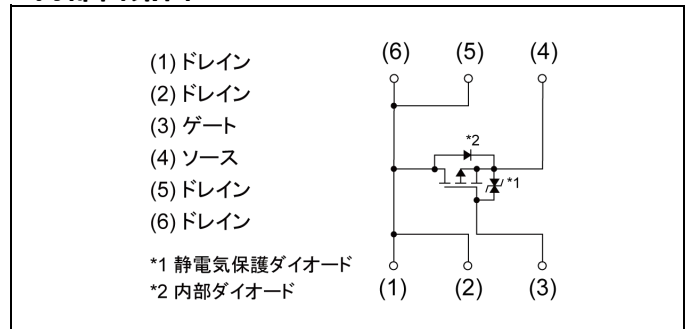 (1) ドレイン
(2) ドレイン
(3) ゲート
(4) ソース
(5) ドレイン
(6) ドレイン
*1 静電気保護ダイオード
*2 内部ダイオード
(6) (5) (4)
*2
*1
(1) (2) (3)